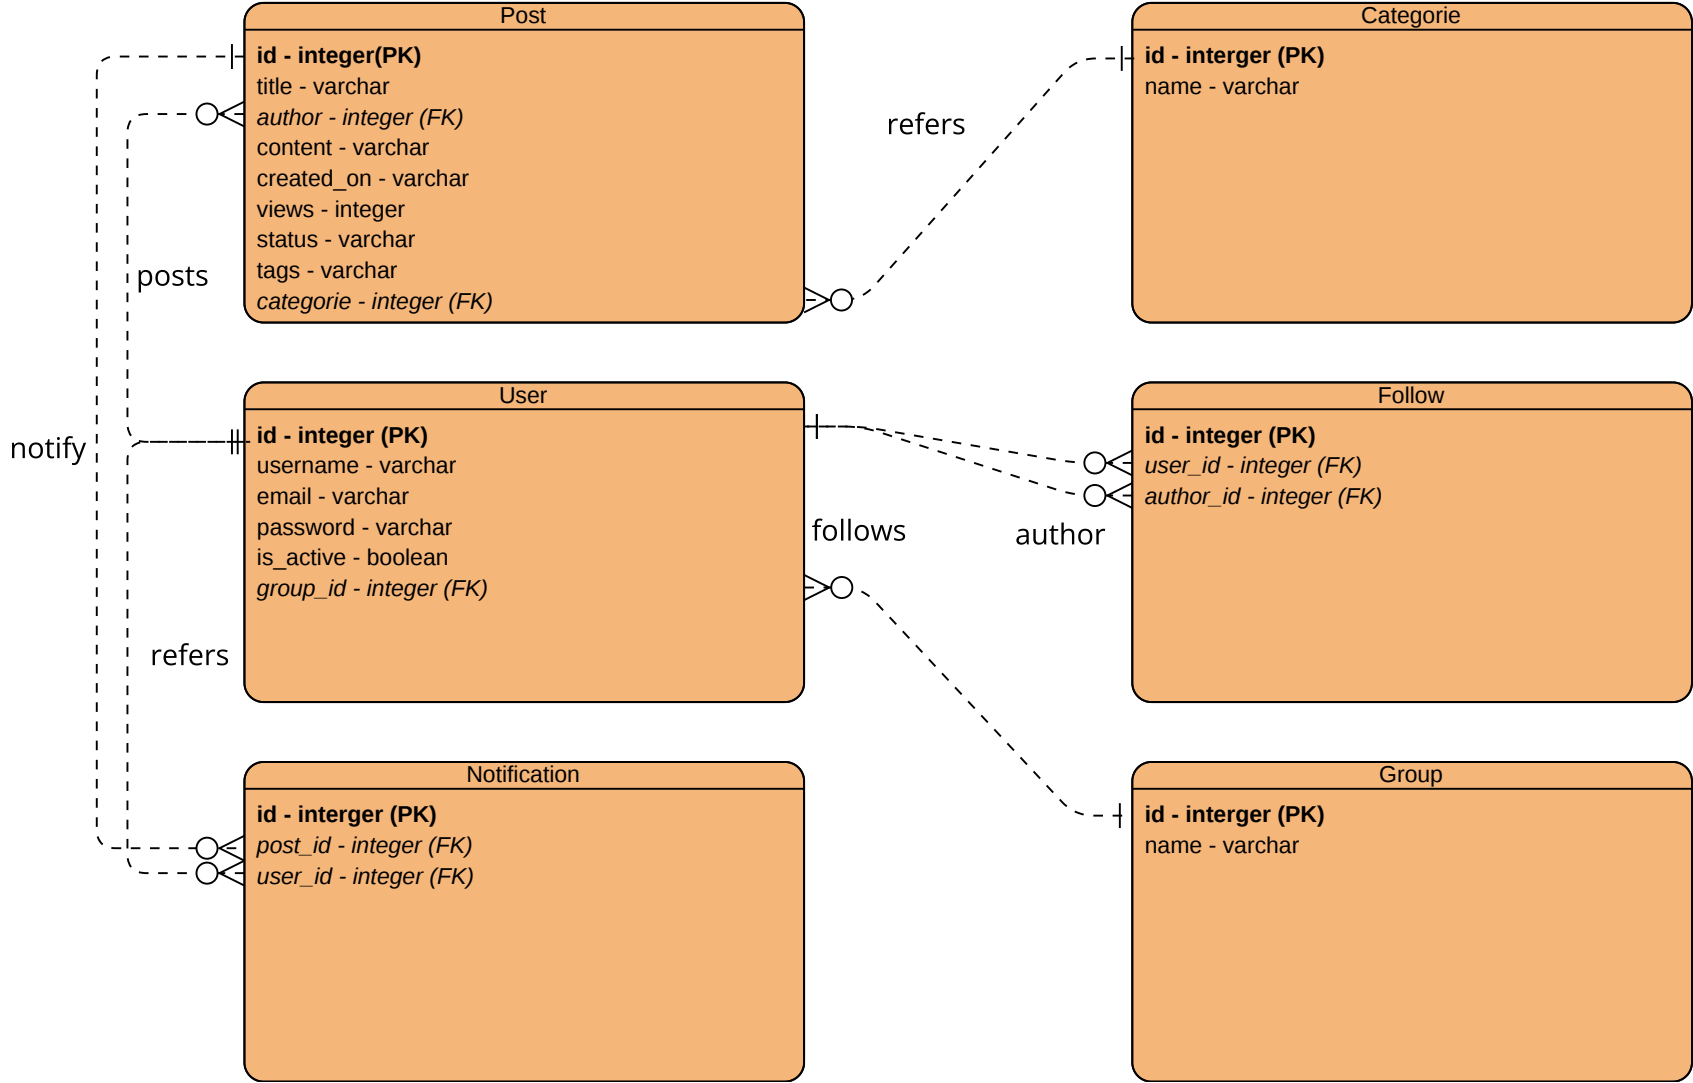 Post
id - integer(PK)
title - varchar
author - integer (FK)
content - varchar
created_on - varchar
views - integer
status - varchar
tags - varchar
categorie - integer (FK)
Categorie
id - interger (PK)
name - varchar
refers
posts
notify
refers
User
id - integer (PK)
username - varchar
email - varchar
password - varchar
is_active - boolean
group_id - integer (FK)
follows
author
Follow
id - integer (PK)
user_id - integer (FK)
author_id - integer (FK)
Notification
id - interger (PK)
post_id - integer (FK)
user_id - integer (FK)
Group
id - interger (PK)
name - varchar